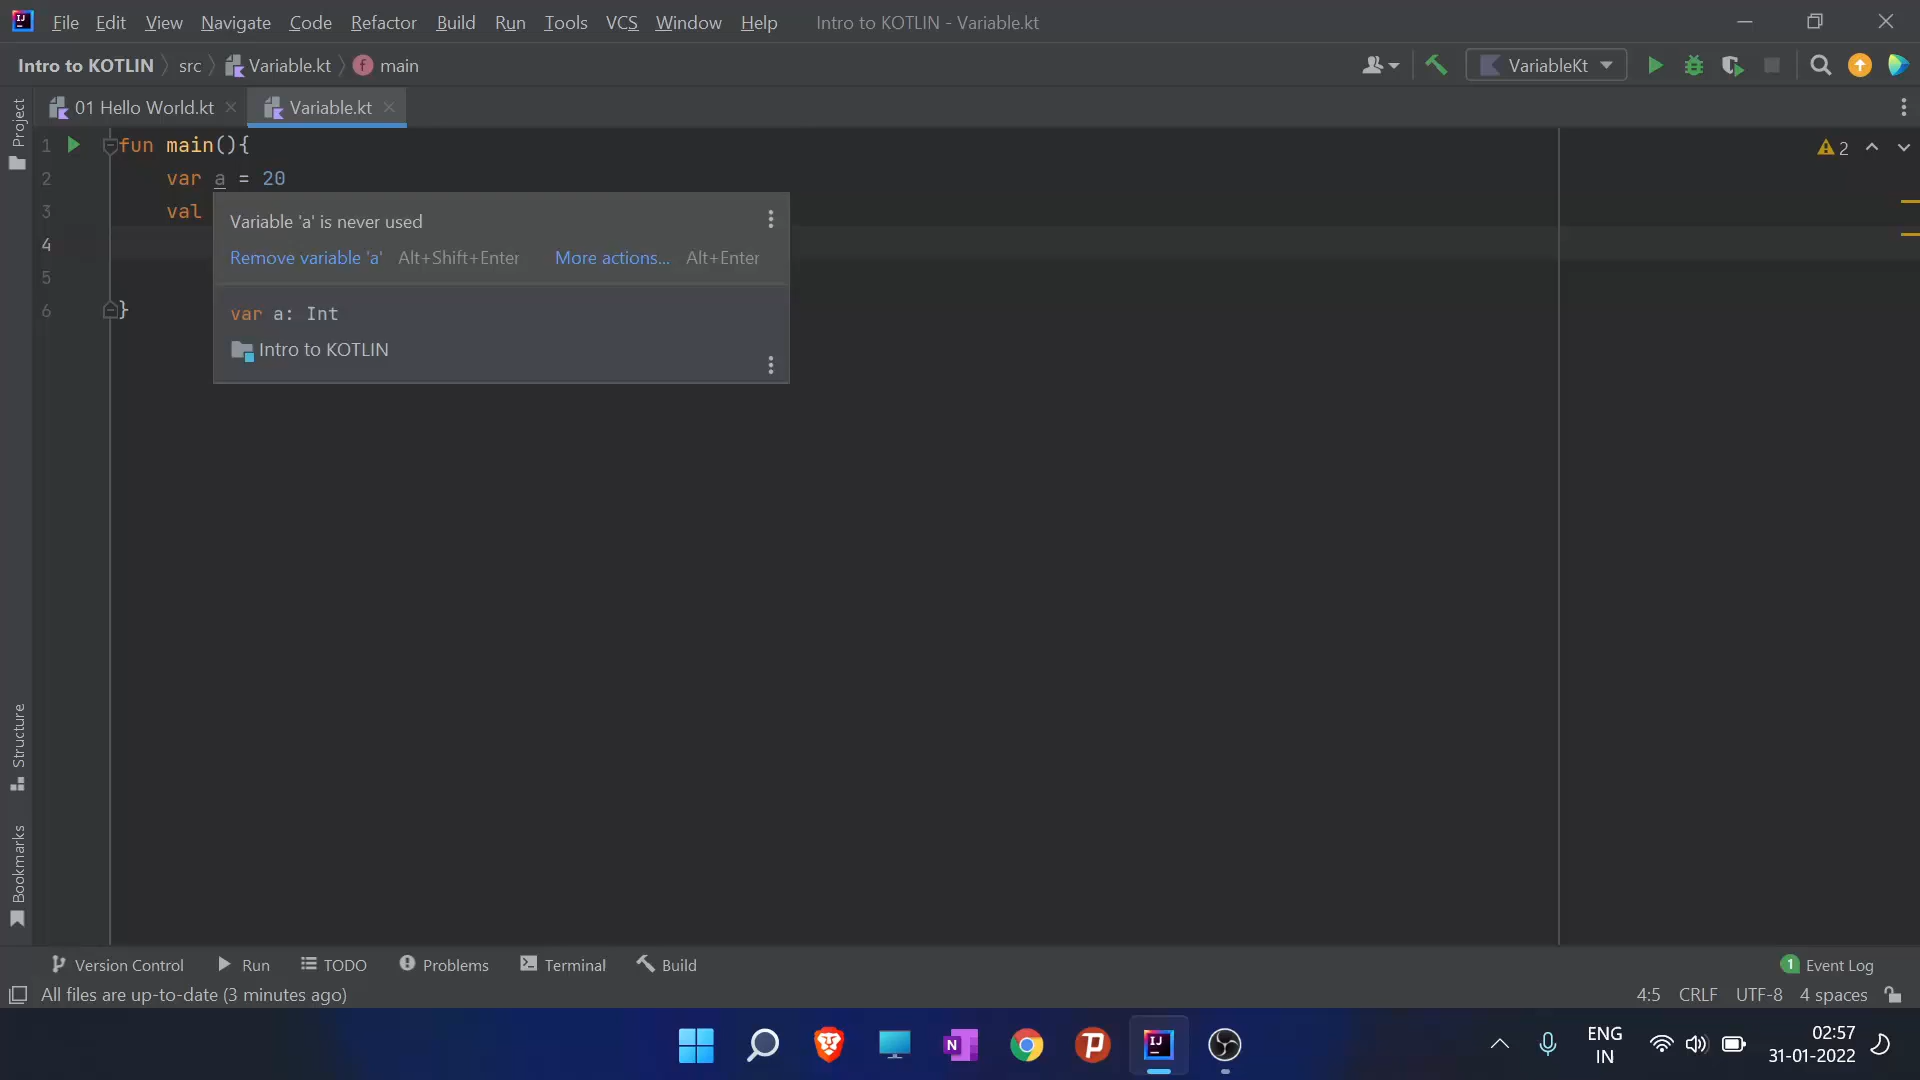 File Edit View Navigate Code Refactor Build Run Tools VCS Window Help Intro to KOTLIN - Variable.kt
Intro to KOTLIN src Variable.kt main VariableKt
01 Hello World.kt Variable.kt
Project
1 fun main(){
2
2 var a = 20
3 val
4
5
6 }
Variable 'a' is never used
Remove variable 'a' Alt+Shift+Enter More actions... Alt+Enter
var a: Int
Intro to KOTLIN
Structure
Bookmarks
Version Control Run TODO Problems Terminal Build 1 Event Log
All files are up-to-date (3 minutes ago) 4:5 CRLF UTF-8 4 spaces
ENG
IN
02:57
31-01-2022